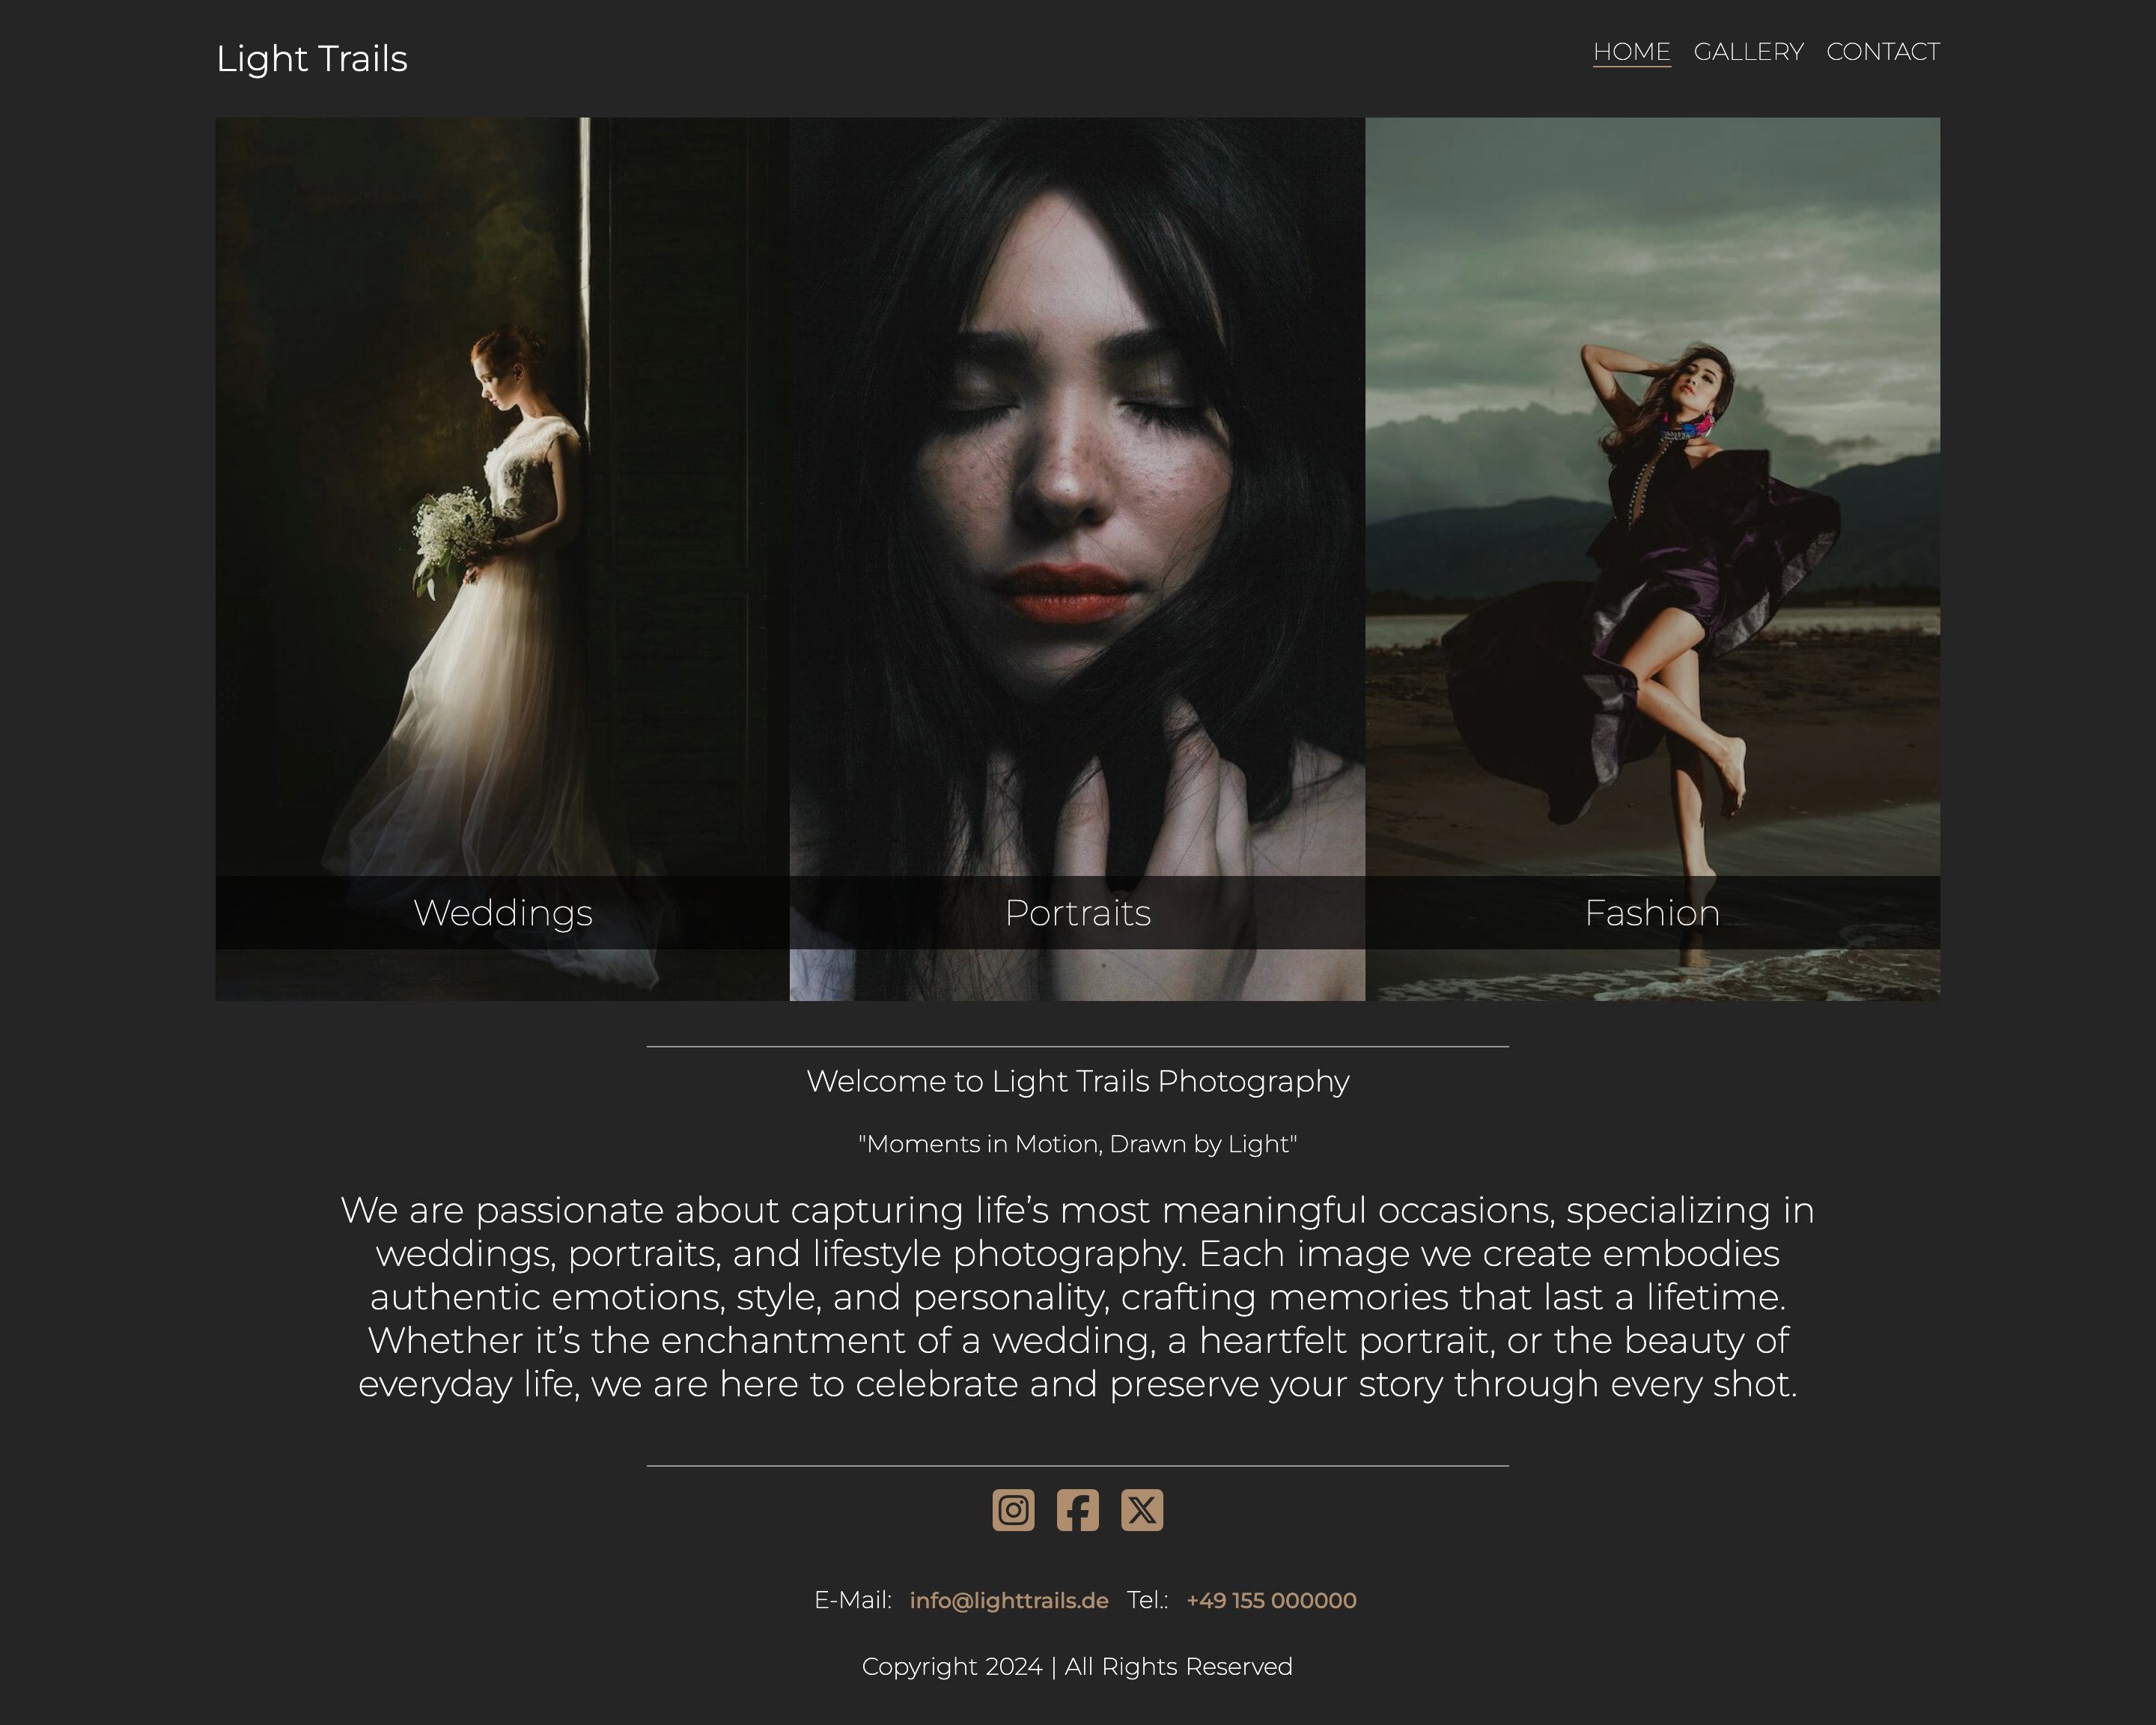 Light Trails
HOME GALLERY CONTACT
Weddings
Portraits
Fashion
Welcome to Light Trails Photography
"Moments in Motion, Drawn by Light"
We are passionate about capturing life’s most meaningful occasions, specializing in
weddings, portraits, and lifestyle photography. Each image we create embodies
authentic emotions, style, and personality, crafting memories that last a lifetime.
Whether it’s the enchantment of a wedding, a heartfelt portrait, or the beauty of
everyday life, we are here to celebrate and preserve your story through every shot.
E-Mail: info@lighttrails.de Tel.: +49 155 000000
Copyright 2024 | All Rights Reserved